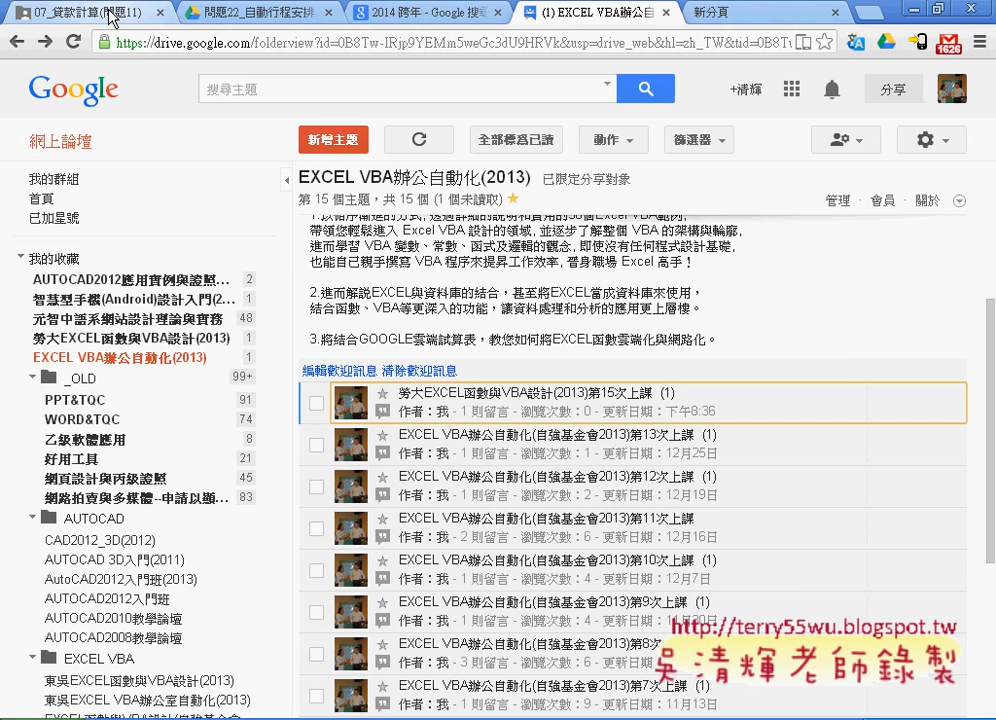 07_貸款計算(問題11)
問題22_自動行程安排
2014 跨年 - Google 搜尋
(1) EXCEL VBA辦公自
新分頁
https://drive.google.com/folderview?id=0B8Tw-IRjp9YEMm5weGc3dU9HRVk&usp=drive_web&hl=zh_TW&tid=0B8T
1626
Google
搜尋主題
+清輝
分享
網上論壇
新增主題
全部標為已讀
動作
篩選器
我的群組
首頁
已加星號
EXCEL VBA辦公自動化(2013) 已限定分享對象
第 15 個主題，共 15 個 (1 個未讀取)
管理 · 會員 · 關於
帶領您輕鬆進入 Excel VBA 設計的領域, 並逐步了解整個 VBA 的架構與輪廓,
進而學習 VBA 變數、常數、函式及邏輯的觀念, 即使沒有任何程式設計基礎,
也能自己親手撰寫 VBA 程序來提昇工作效率, 晉身職場 Excel 高手！
2.進而解說EXCEL與資料庫的結合，甚至將EXCEL當成資料庫來使用，
結合函數、VBA等更深入的功能，讓資料處理和分析的應用更上層樓。
3.將結合GOOGLE雲端試算表，教您如何將EXCEL函數雲端化與網路化。
編輯歡迎訊息 清除歡迎訊息
我的收藏
AUTOCAD2012應用實例與證照... 2
智慧型手機(Android)設計入門(2... 1
元智中語系網站設計理論與實務 48
勞大EXCEL函數與VBA設計(2013) 1
EXCEL VBA辦公自動化(2013) 1
_OLD 99+
PPT&TQC 91
WORD&TQC 74
乙級軟體應用 8
好用工具 21
網頁設計與丙級證照 45
網路拍賣與多媒體--申請以顯... 83
AUTOCAD
CAD2012_3D(2012)
AUTOCAD 3D入門(2011)
AutoCAD2012入門班(2013)
AUTOCAD2012入門班
AUTOCAD2010教學論壇
AUTOCAD2008教學論壇
EXCEL VBA
東吳EXCEL函數與VBA設計(2013)
東吳EXCEL VBA辦公室自動化(2013)
勞大EXCEL函數與VBA設計(2013)第15次上課 (1)
作者：我 - 1 則留言 - 瀏覽次數：0 - 更新日期：下午8:36
EXCEL VBA辦公自動化(自強基金會2013)第13次上課 (1)
作者：我 - 1 則留言 - 瀏覽次數：1 - 更新日期：12月25日
EXCEL VBA辦公自動化(自強基金會2013)第12次上課 (1)
作者：我 - 1 則留言 - 瀏覽次數：2 - 更新日期：12月19日
EXCEL VBA辦公自動化(自強基金會2013)第11次上課
作者：我 - 2 則留言 - 瀏覽次數：6 - 更新日期：12月16日
EXCEL VBA辦公自動化(自強基金會2013)第10次上課 (1)
作者：我 - 1 則留言 - 瀏覽次數：4 - 更新日期：12月7日
EXCEL VBA辦公自動化(自強基金會2013)第9次上課 (1)
作者：我 - 1 則留言 - 瀏覽次數：4 - 更新日期：11月30日
EXCEL VBA辦公自動化(自強基金會2013)第8次
作者：我 - 3 則留言 - 瀏覽次數：6 - 更新日期：
EXCEL VBA辦公自動化(自強基金會2013)第7次上課 (1)
作者：我 - 1 則留言 - 瀏覽次數：9 - 更新日期：11月13日
http://terry55wu.blogspot.tw
吳清輝老師錄製